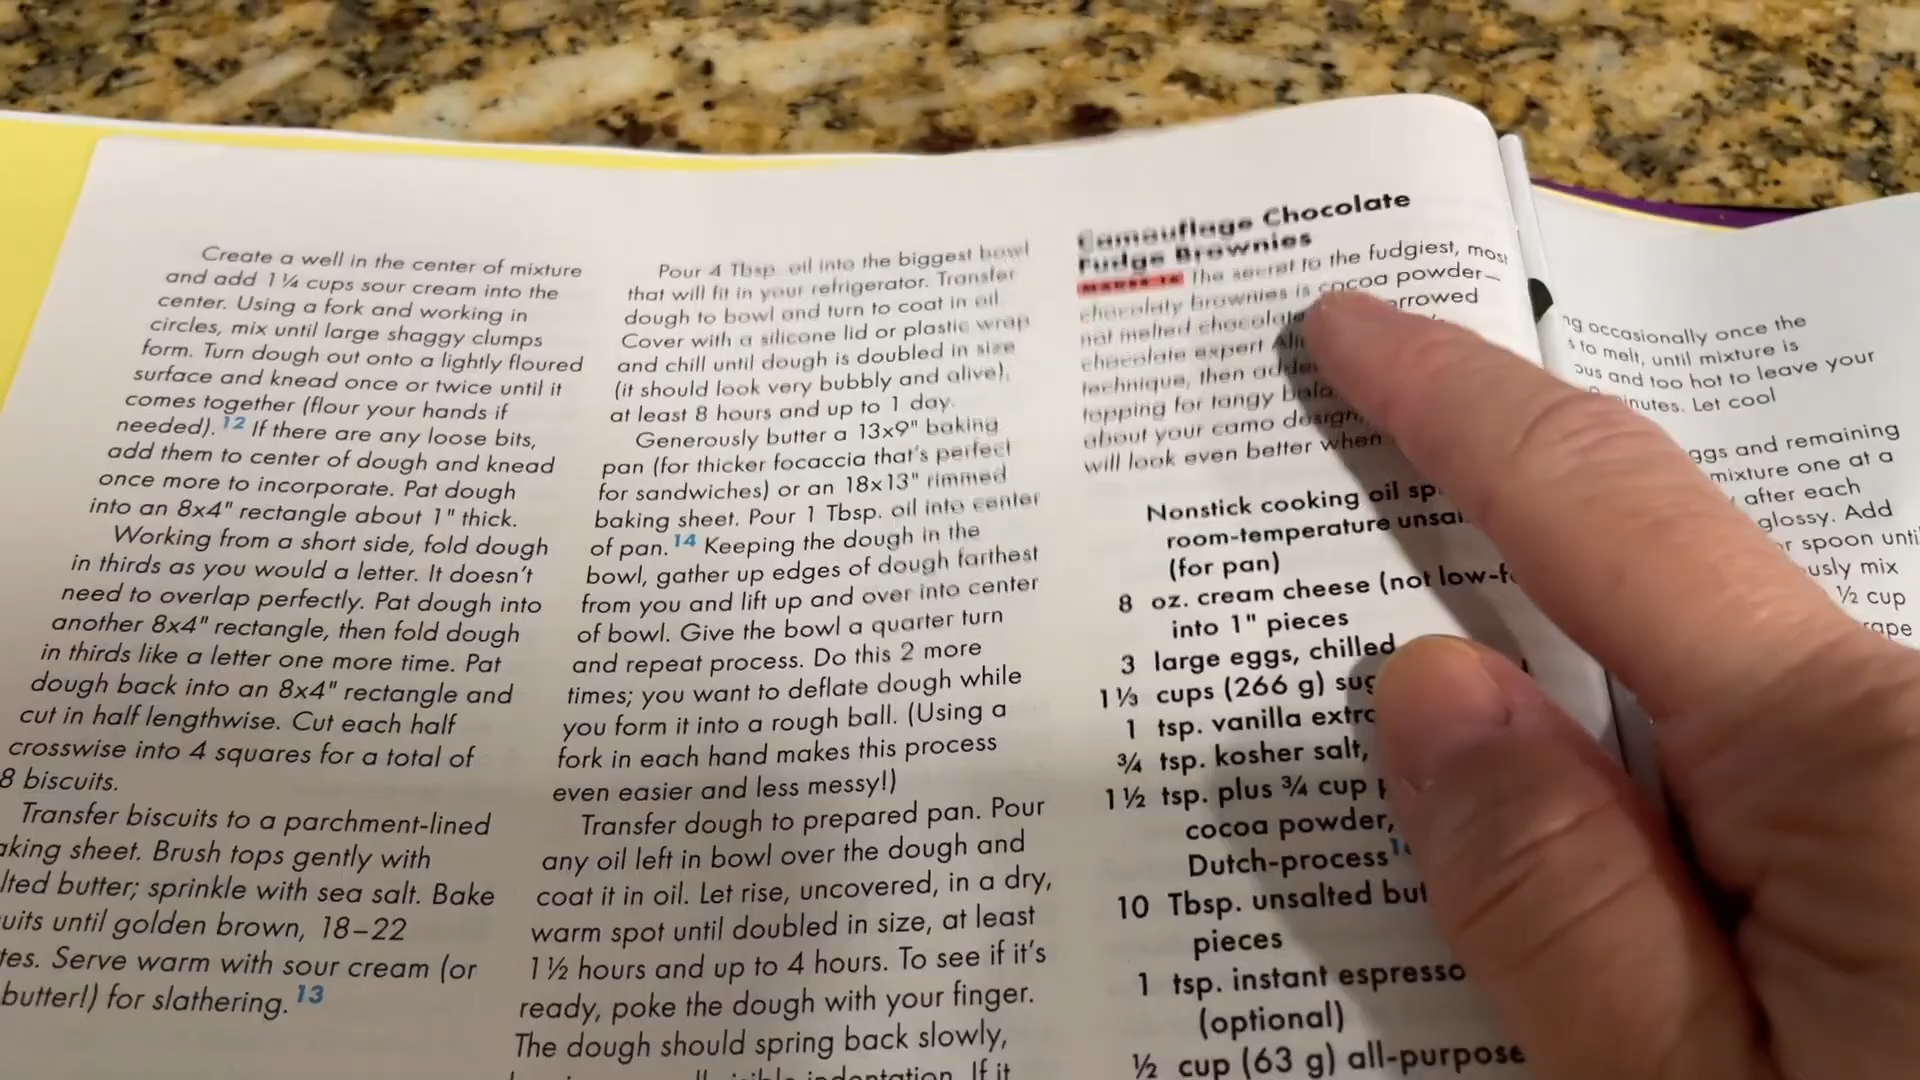 Create a well in the center of mixture
and add 1¼ cups sour cream into the
center. Using a fork and working in
circles, mix until large shaggy clumps
form. Turn dough out onto a lightly floured
surface and knead once or twice until it
comes together (flour your hands if
needed).12 If there are any loose bits,
add them to center of dough and knead
once more to incorporate. Pat dough
into an 8x4" rectangle about 1" thick.
Working from a short side, fold dough
in thirds as you would a letter. It doesn't
need to overlap perfectly. Pat dough into
another 8x4" rectangle, then fold dough
in thirds like a letter one more time. Pat
dough back into an 8x4" rectangle and
cut in half lengthwise. Cut each half
crosswise into 4 squares for a total of
8 biscuits.
Transfer biscuits to a parchment-lined
aking sheet. Brush tops gently with
lted butter; sprinkle with sea salt. Bake
uits until golden brown, 18–22
tes. Serve warm with sour cream (or
butter!) for slathering.13
Pour 4 Tbsp. oil into the biggest bowl
that will fit in your refrigerator. Transfer
dough to bowl and turn to coat in oil.
Cover with a silicone lid or plastic wrap
and chill until dough is doubled in size
(it should look very bubbly and alive),
at least 8 hours and up to 1 day.
Generously butter a 13x9" baking
pan (for thicker focaccia that's perfect
for sandwiches) or an 18x13" rimmed
baking sheet. Pour 1 Tbsp. oil into center
of pan.14 Keeping the dough in the
bowl, gather up edges of dough farthest
from you and lift up and over into center
of bowl. Give the bowl a quarter turn
and repeat process. Do this 2 more
times; you want to deflate dough while
you form it into a rough ball. (Using a
fork in each hand makes this process
even easier and less messy!)
Transfer dough to prepared pan. Pour
any oil left in bowl over the dough and
coat it in oil. Let rise, uncovered, in a dry,
warm spot until doubled in size, at least
1½ hours and up to 4 hours. To see if it's
ready, poke the dough with your finger.
The dough should spring back slowly,
indentation. If it
Camouflage Chocolate
Fudge Brownies
MAKES 16 The secret to the fudgiest, most
chocolaty brownies is cocoa powder—
not melted chocolate rrowed
chocolate expert
technique, then added
topping for tangy
about your camo design,
will look even better when
Nonstick cooking oil
room-temperature
(for pan)
8 oz. cream cheese (not low-f
into 1" pieces
3 large eggs, chilled
1⅓ cups (266 g)
1 tsp. vanilla
¾ tsp. kosher salt,
1½ tsp. plus ¾ cup
cocoa powder,
Dutch-process
10 Tbsp. unsalted
pieces
1 tsp. instant espresso
(optional)
½ cup (63 g) all-purpose
ng occasionally once the
to melt, until mixture is
ous and too hot to leave your
inutes. Let cool
ggs and remaining
mixture one at a
after each
glossy. Add
or spoon until
usly mix
½ cup
rape